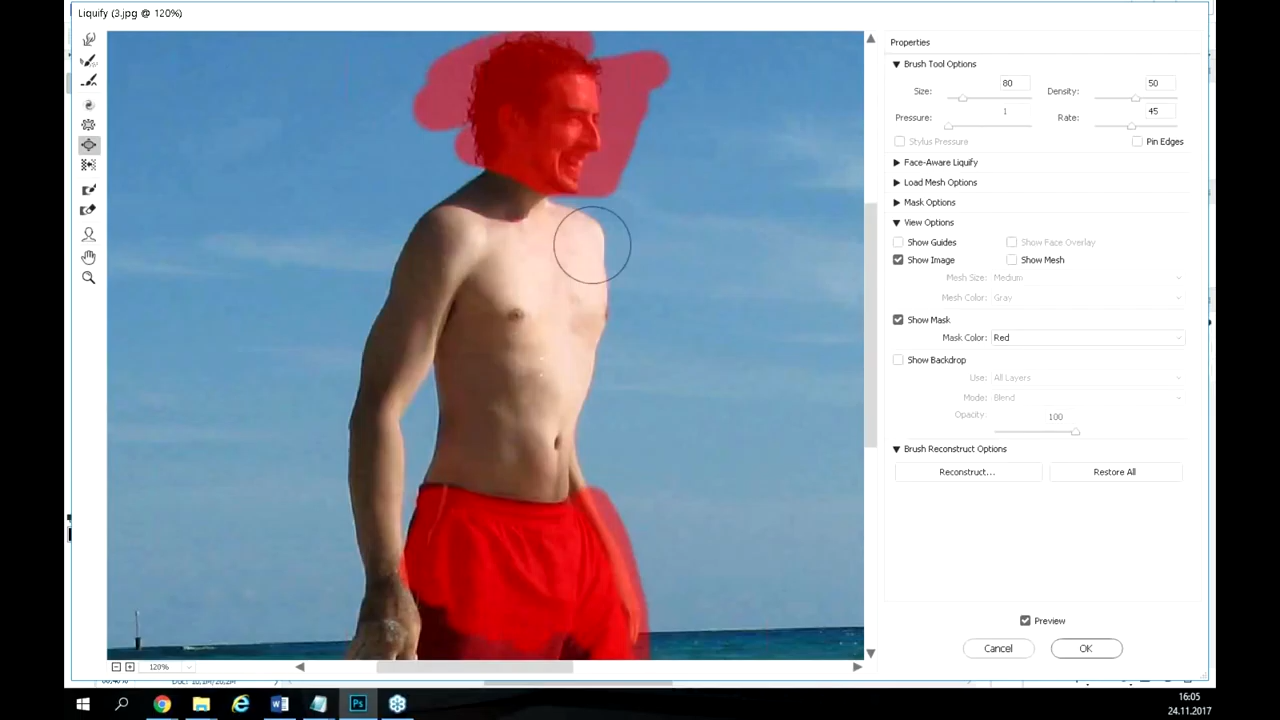 Liquify (3.jpg @ 120%)
Properties
Brush Tool Options
Size: 80 Density: 50
Pressure: 1 Rate: 45
Stylus Pressure Pin Edges
Face-Aware Liquify
Load Mesh Options
Mask Options
View Options
Show Guides Show Face Overlay
Show Image Show Mesh
Mesh Size: Medium
Mesh Color: Gray
Show Mask
Mask Color: Red
Show Backdrop
Use: All Layers
Mode: Blend
Opacity: 100
Brush Reconstruct Options
Reconstruct... Restore All
Preview
Cancel OK
120%
Ps
16:05
24.11.2017